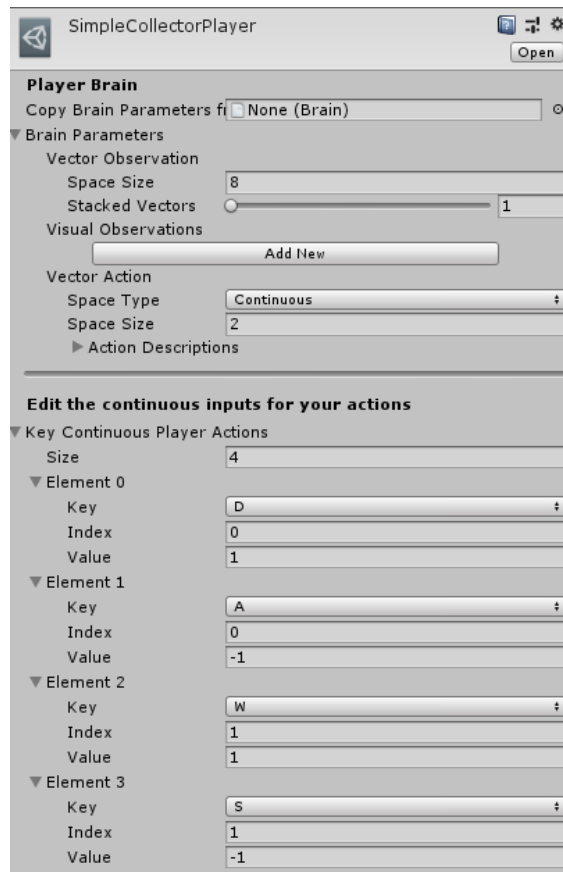 SimpleCollectorPlayer
Open
Player Brain
Copy Brain Parameters fr None (Brain)
Brain Parameters
Vector Observation
Space Size 8
Stacked Vectors 1
Visual Observations
Add New
Vector Action
Space Type Continuous
Space Size 2
Action Descriptions
Edit the continuous inputs for your actions
Key Continuous Player Actions
Size 4
Element 0
Key D
Index 0
Value 1
Element 1
Key A
Index 0
Value -1
Element 2
Key W
Index 1
Value 1
Element 3
Key S
Index 1
Value -1